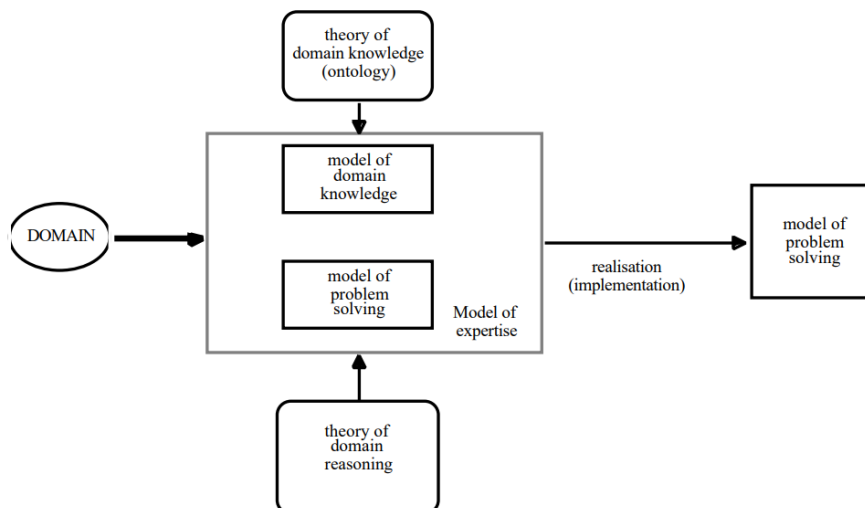 theory of
domain knowledge
(ontology)
model of
domain
knowledge
DOMAIN
model of
problem
solving
Model of
expertise
realisation
(implementation)
model of
problem
solving
theory of
domain
reasoning